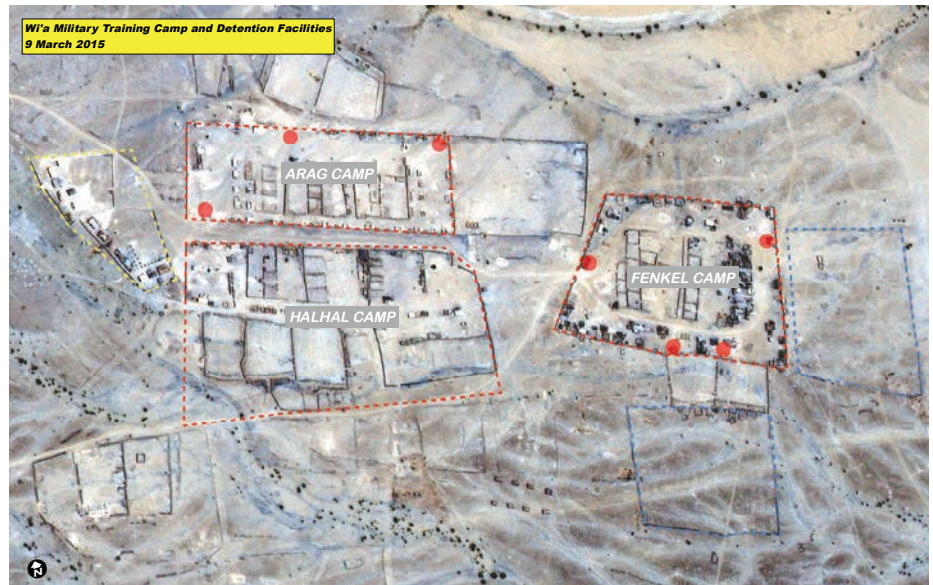 Wi'a Military Training Camp and Detention Facilities
9 March 2015
ARAG CAMP
FENKEL CAMP
HALHAL CAMP
N